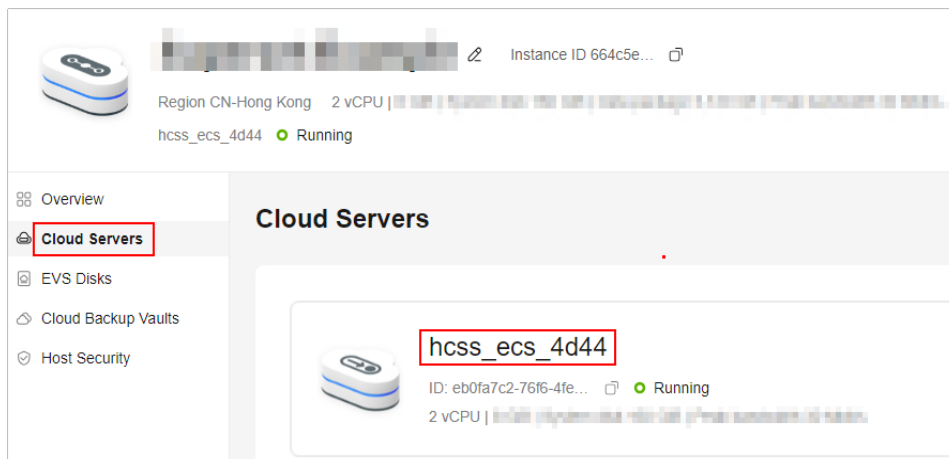 Instance ID 664c5e...
Region CN-Hong Kong 2 vCPU |
hcss_ecs_4d44 Running
Overview
Cloud Servers
EVS Disks
Cloud Backup Vaults
Host Security
Cloud Servers
hcss_ecs_4d44
ID: eb0fa7c2-76f6-4fe... Running
2 vCPU |